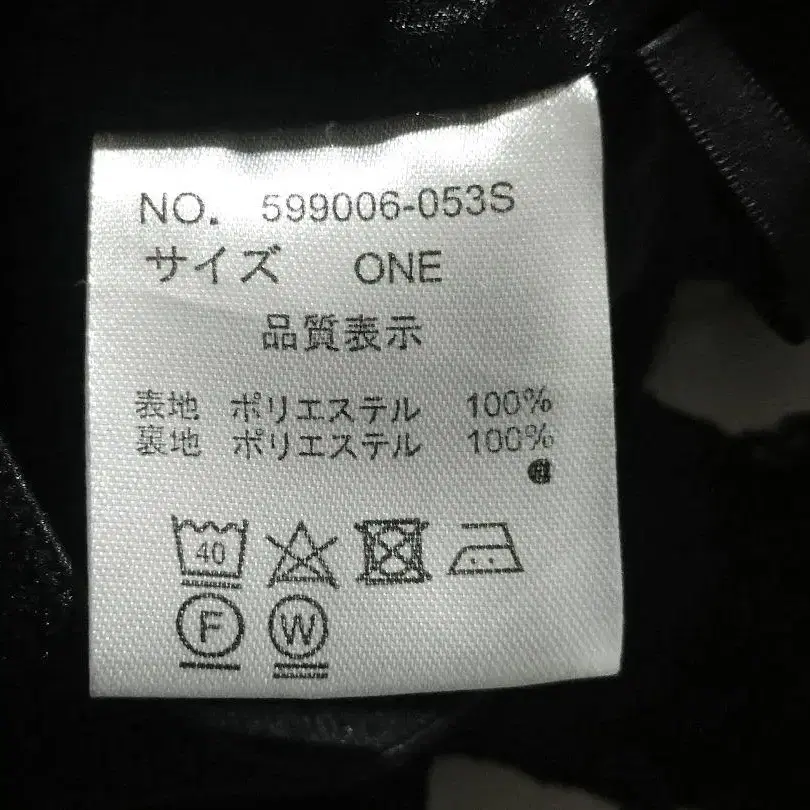 NO. 599006-053S
サイズ ONE
品質表示
表地 ポリエステル 100%
裏地 ポリエステル 100%
40
F W